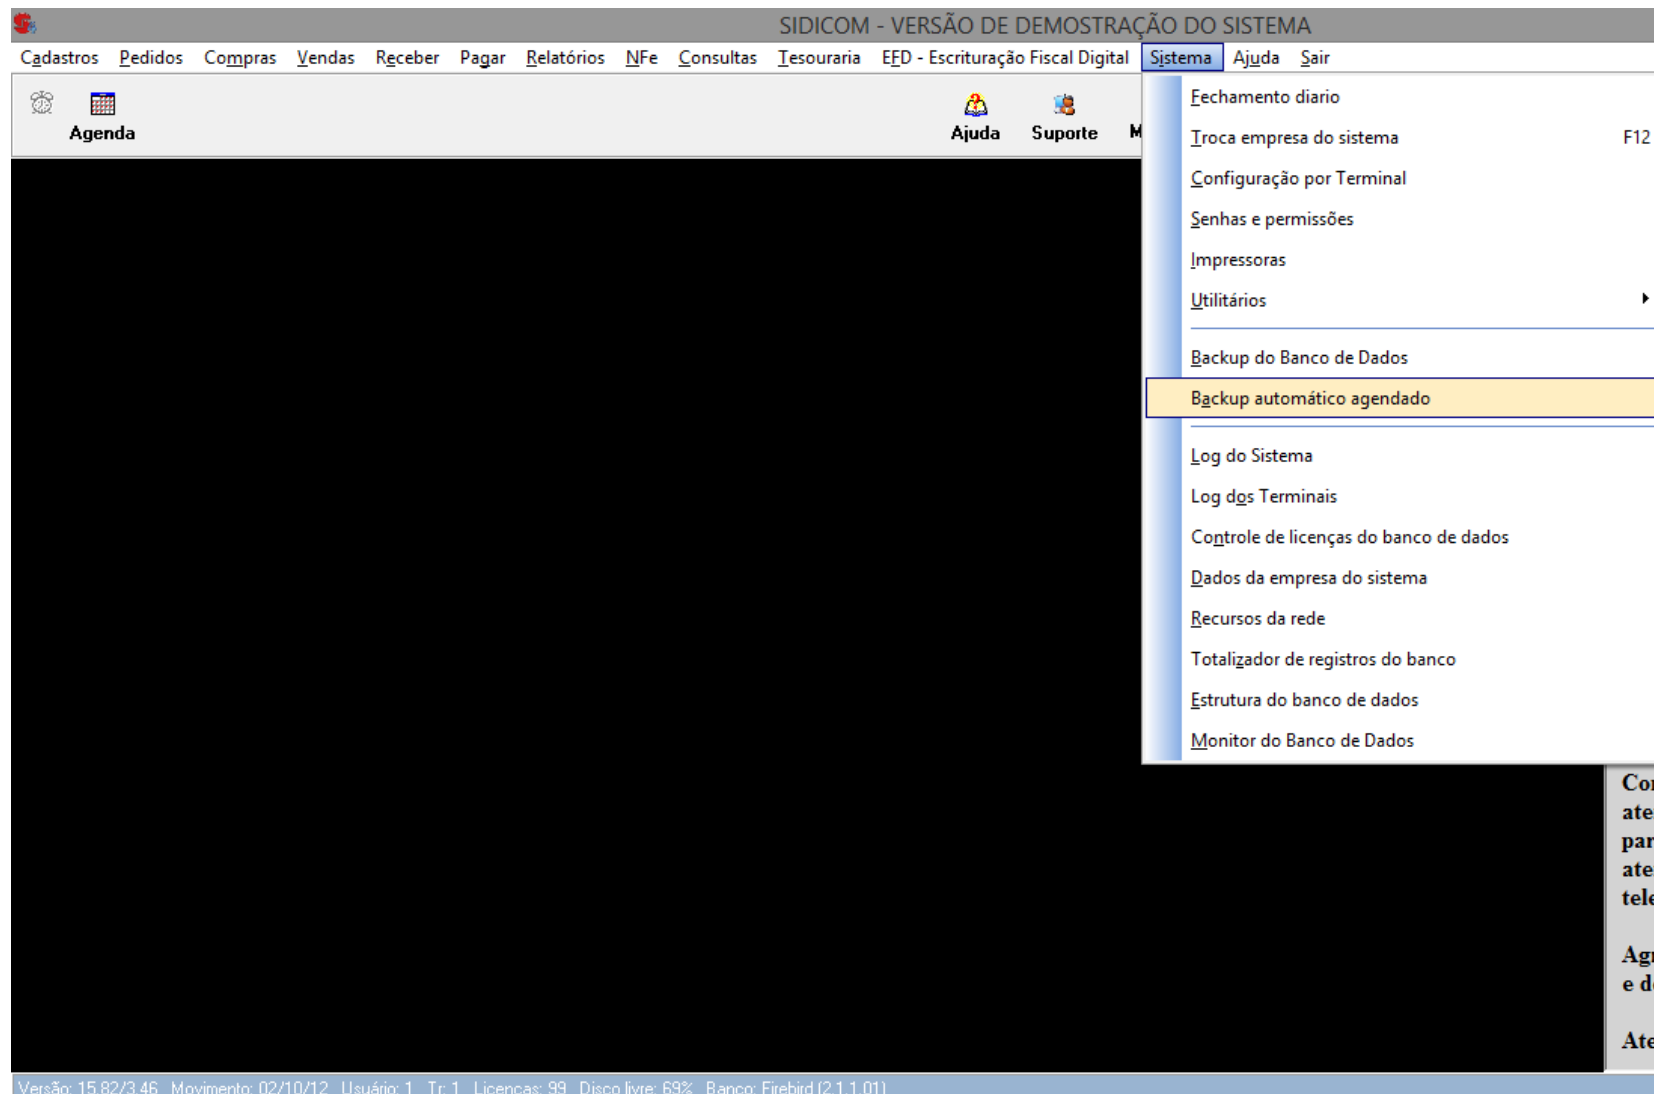 SIDICOM - VERSÃO DE DEMOSTRAÇÃO DO SISTEMA
Cadastros Pedidos Compras Vendas Receber Pagar Relatórios NFe Consultas Tesouraria EFD - Escrituração Fiscal Digital Sistema Ajuda Sair
Agenda Ajuda Suporte M
Fechamento diario
Troca empresa do sistema F12
Configuração por Terminal
Senhas e permissões
Impressoras
Utilitários
Backup do Banco de Dados
Backup automático agendado
Log do Sistema
Log dos Terminais
Controle de licenças do banco de dados
Dados da empresa do sistema
Recursos da rede
Totalizador de registros do banco
Estrutura do banco de dados
Monitor do Banco de Dados
ate
par
ate
tele
e d
Ate
Versão: 15.82/3.46 Movimento: 02/10/12 Usuário: 1 Tr: 1 Licenças: 99 Disco livre: 69% Banco: Firebird (2.1.1.01)